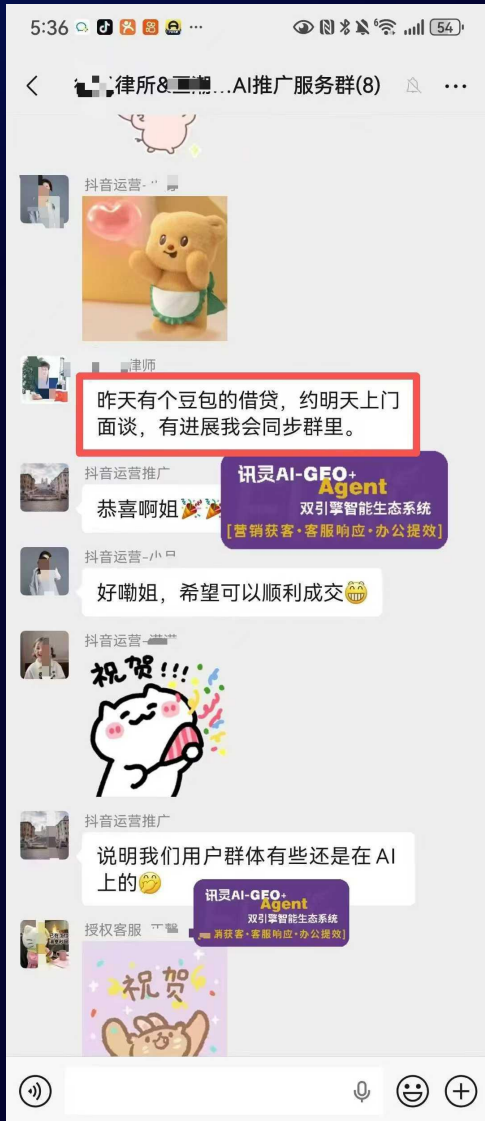 5:36
54
律所&
...AI推广服务群(8)
抖音运营-
律师
昨天有个豆包的借贷，约明天上门
面谈，有进展我会同步群里。
抖音运营推广
恭喜啊姐
讯灵AI-GEO+
Agent
双引擎智能生态系统
[营销获客·客服响应·办公提效]
抖音运营-小
好嘞姐，希望可以顺利成交
抖音运营-
祝贺!!!
抖音运营推广
说明我们用户群体有些还是在 AI
上的
讯灵AI-GEO+
Agent
双引擎智能生态系统
消获客·客服响应·办公提效]
授权客服
祝贺